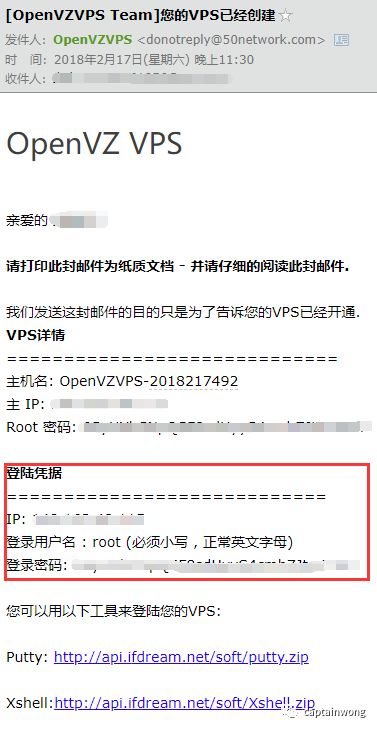 [OpenVZVPS Team]您的VPS已经创建
发件人: OpenVZVPS <donotreply@50network.com>
时 间: 2018年2月17日(星期六) 晚上11:30
收件人:
OpenVZ VPS
亲爱的
请打印此封邮件为纸质文档 - 并请仔细的阅读此封邮件.
我们发送这封邮件的目的只是为了告诉您的VPS已经开通.
VPS详情
=============================
主机名: OpenVZVPS-2018217492
主 IP:
Root 密码:
登陆凭据
============================
IP:
登录用户名 : root (必须小写 , 正常英文字母)
登录密码:
您可以用以下工具来登陆您的VPS:
Putty: http://api.ifdream.net/soft/putty.zip
Xshell:http://api.ifdream.net/soft/Xshell.zip
captainwong